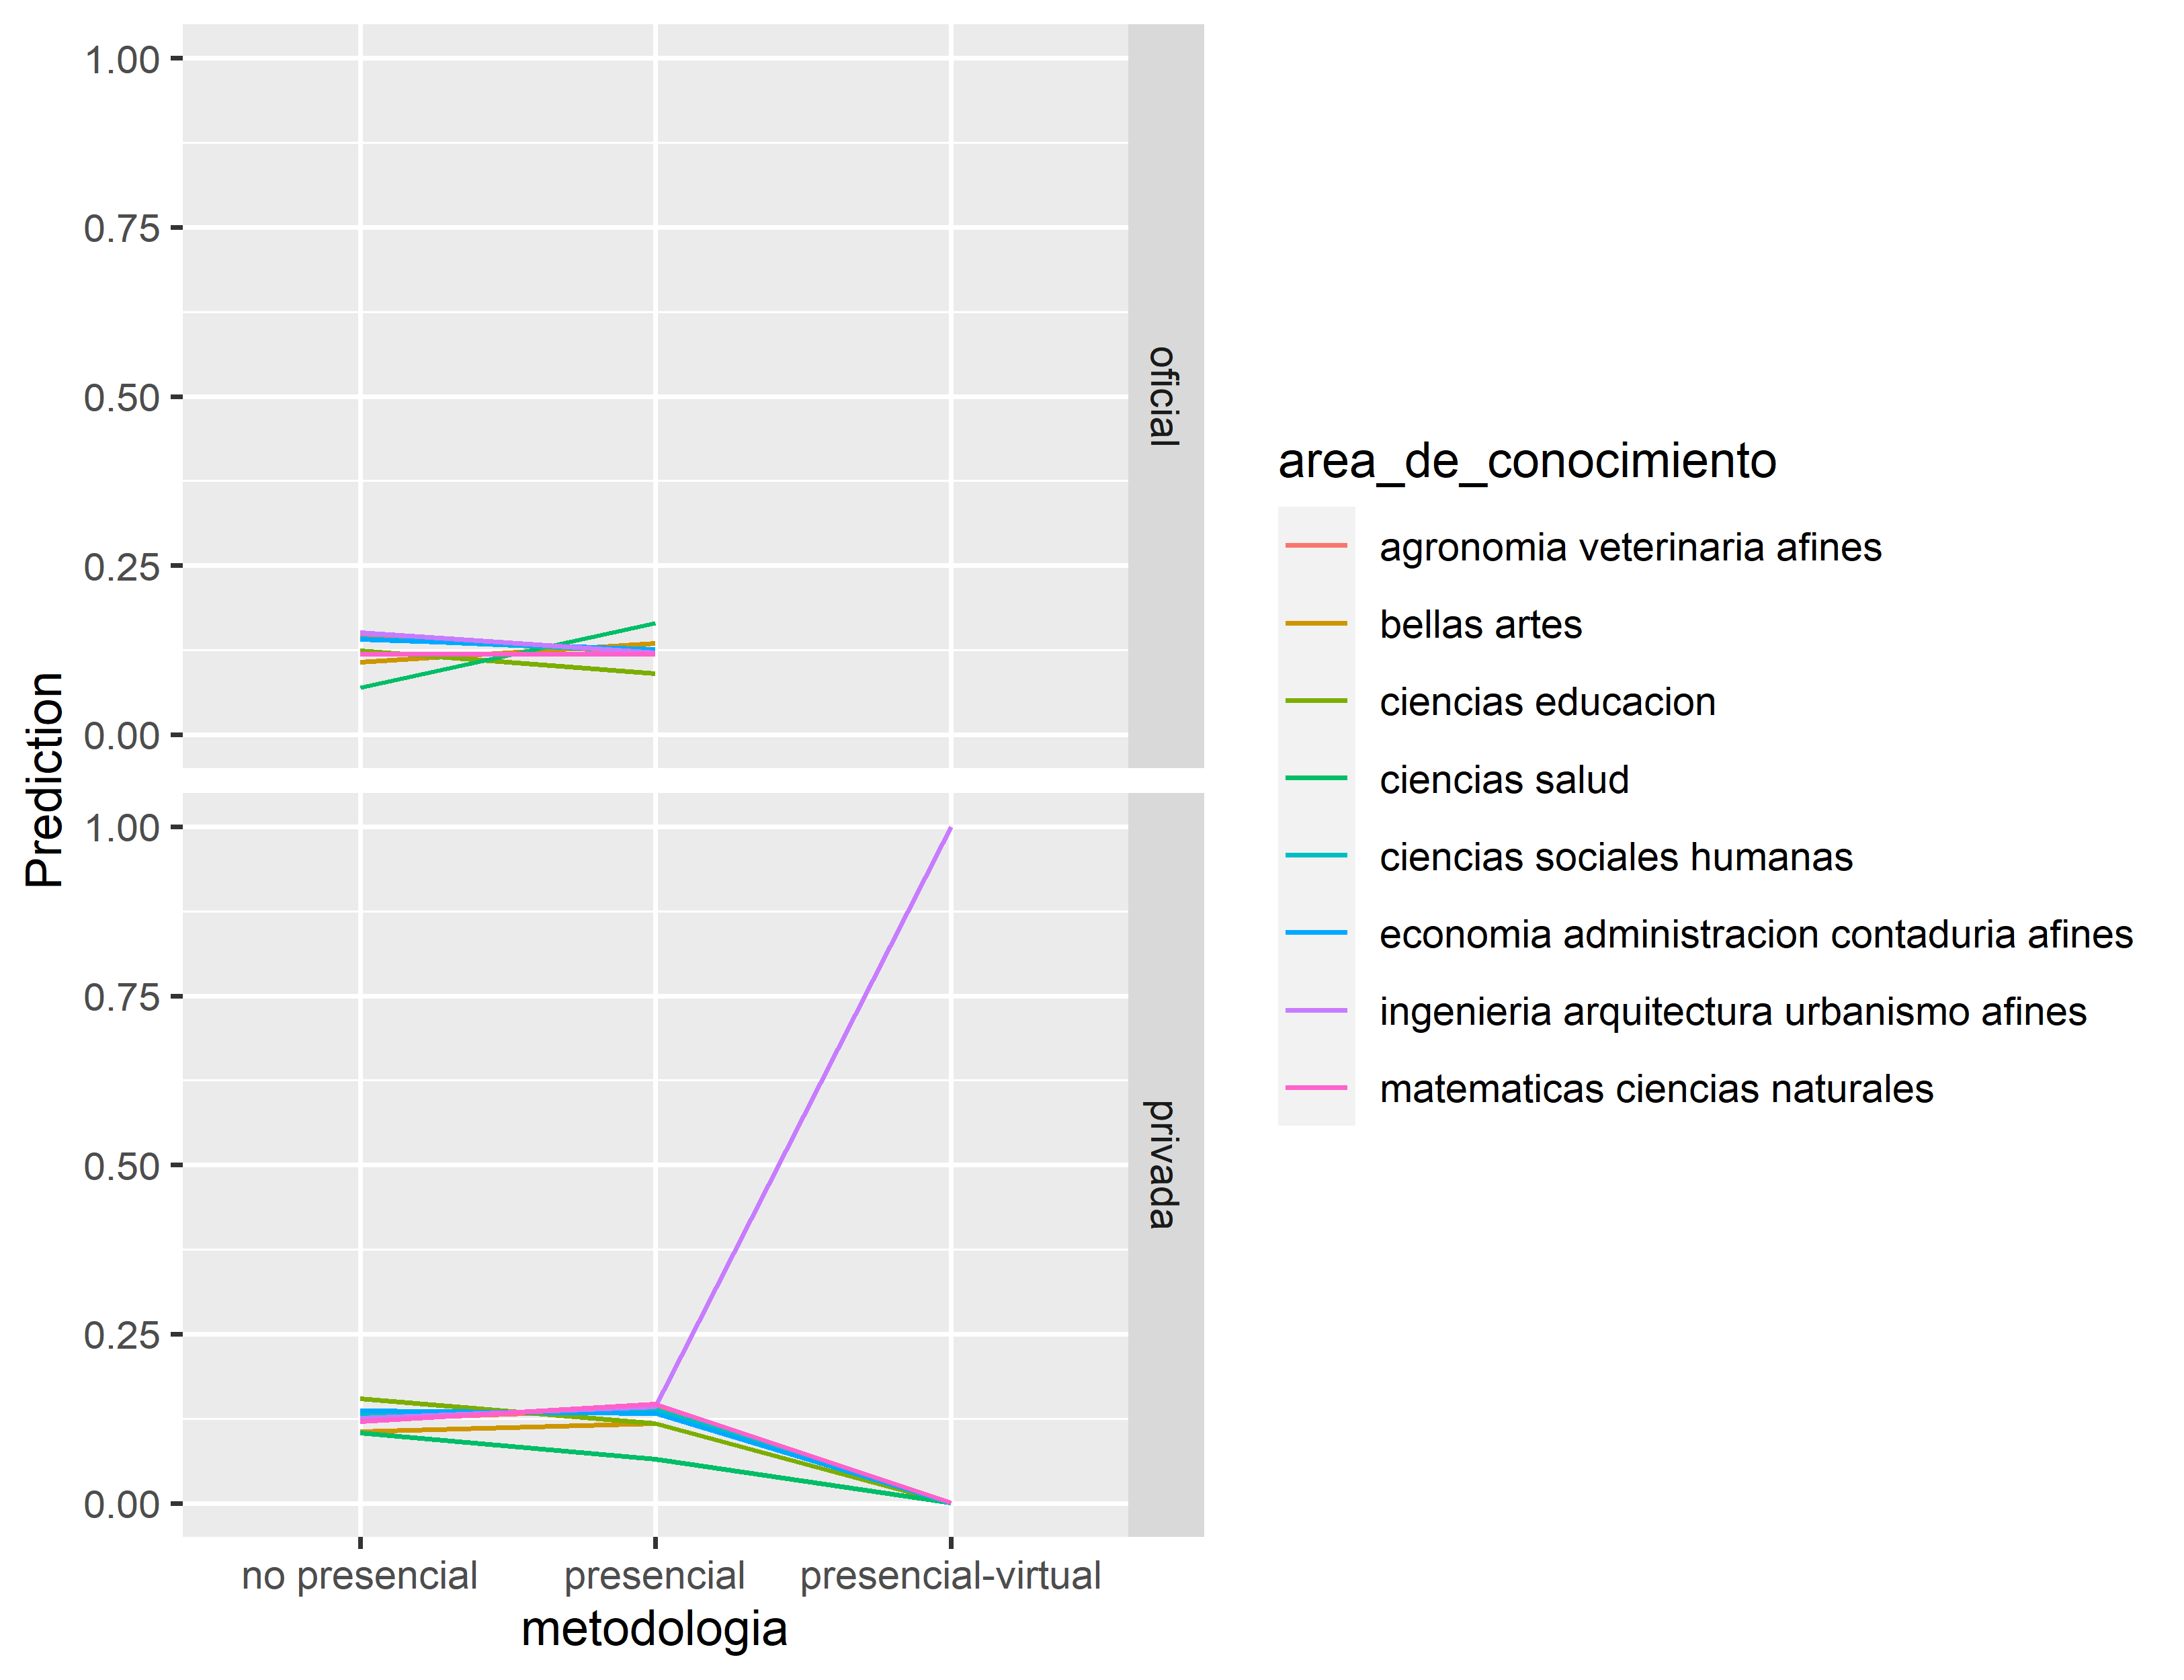 Prediction
1.00
0.75
0.50
0.25
0.00
oficial
1.00
0.75
0.50
0.25
0.00
privada
no presencial
presencial
presencial-virtual
metodologia
area_de_conocimiento
agronomia veterinaria afines
bellas artes
ciencias educacion
ciencias salud
ciencias sociales humanas
economia administracion contaduria afines
ingenieria arquitectura urbanismo afines
matematicas ciencias naturales